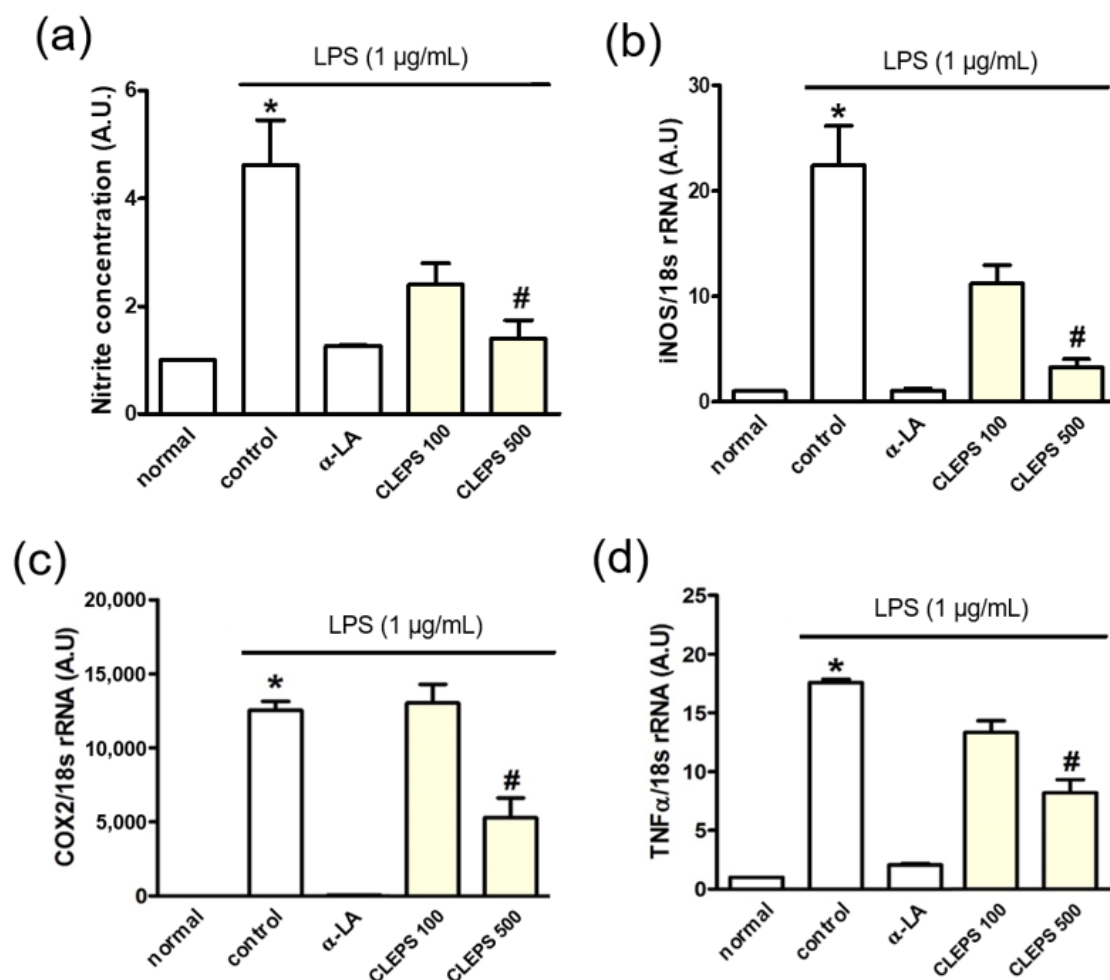 (a)
LPS (1 µg/mL)
Nitrite concentration (A.U.)
6
4
2
0
*
#
normal
control
α-LA
CLEPS 100
CLEPS 500
(b)
LPS (1 µg/mL)
iNOS/18s rRNA (A.U)
30
20
10
0
*
#
normal
control
α-LA
CLEPS 100
CLEPS 500
(c)
LPS (1 µg/mL)
COX2/18s rRNA (A.U)
20,000
15,000
10,000
5,000
0
*
#
normal
control
α-LA
CLEPS 100
CLEPS 500
(d)
LPS (1 µg/mL)
TNFα/18s rRNA (A.U)
25
20
15
10
5
0
*
#
normal
control
α-LA
CLEPS 100
CLEPS 500